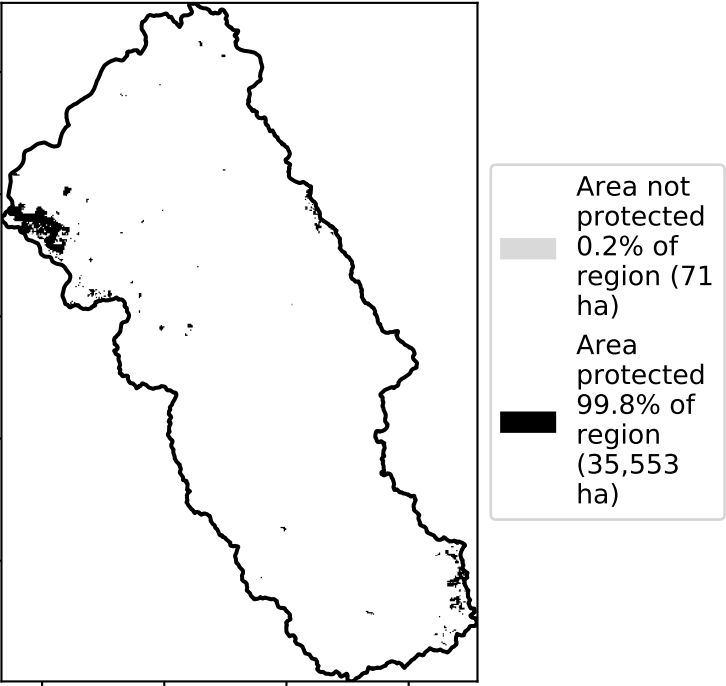 Area not
protected
0.2% of
region (71
ha)
Area
protected
99.8% of
region
(35,553
ha)